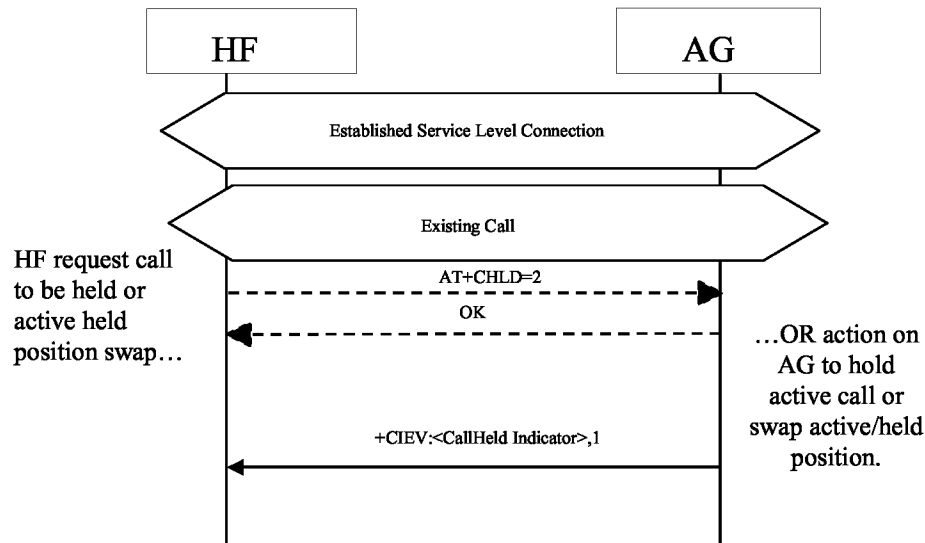 HF
AG
Established Service Level Connection
Existing Call
HF request call
to be held or
active held
position swap…
AT+CHLD=2
OK
…OR action on
AG to hold
active call or
swap active/held
position.
+CIEV:<CallHeld Indicator>,1